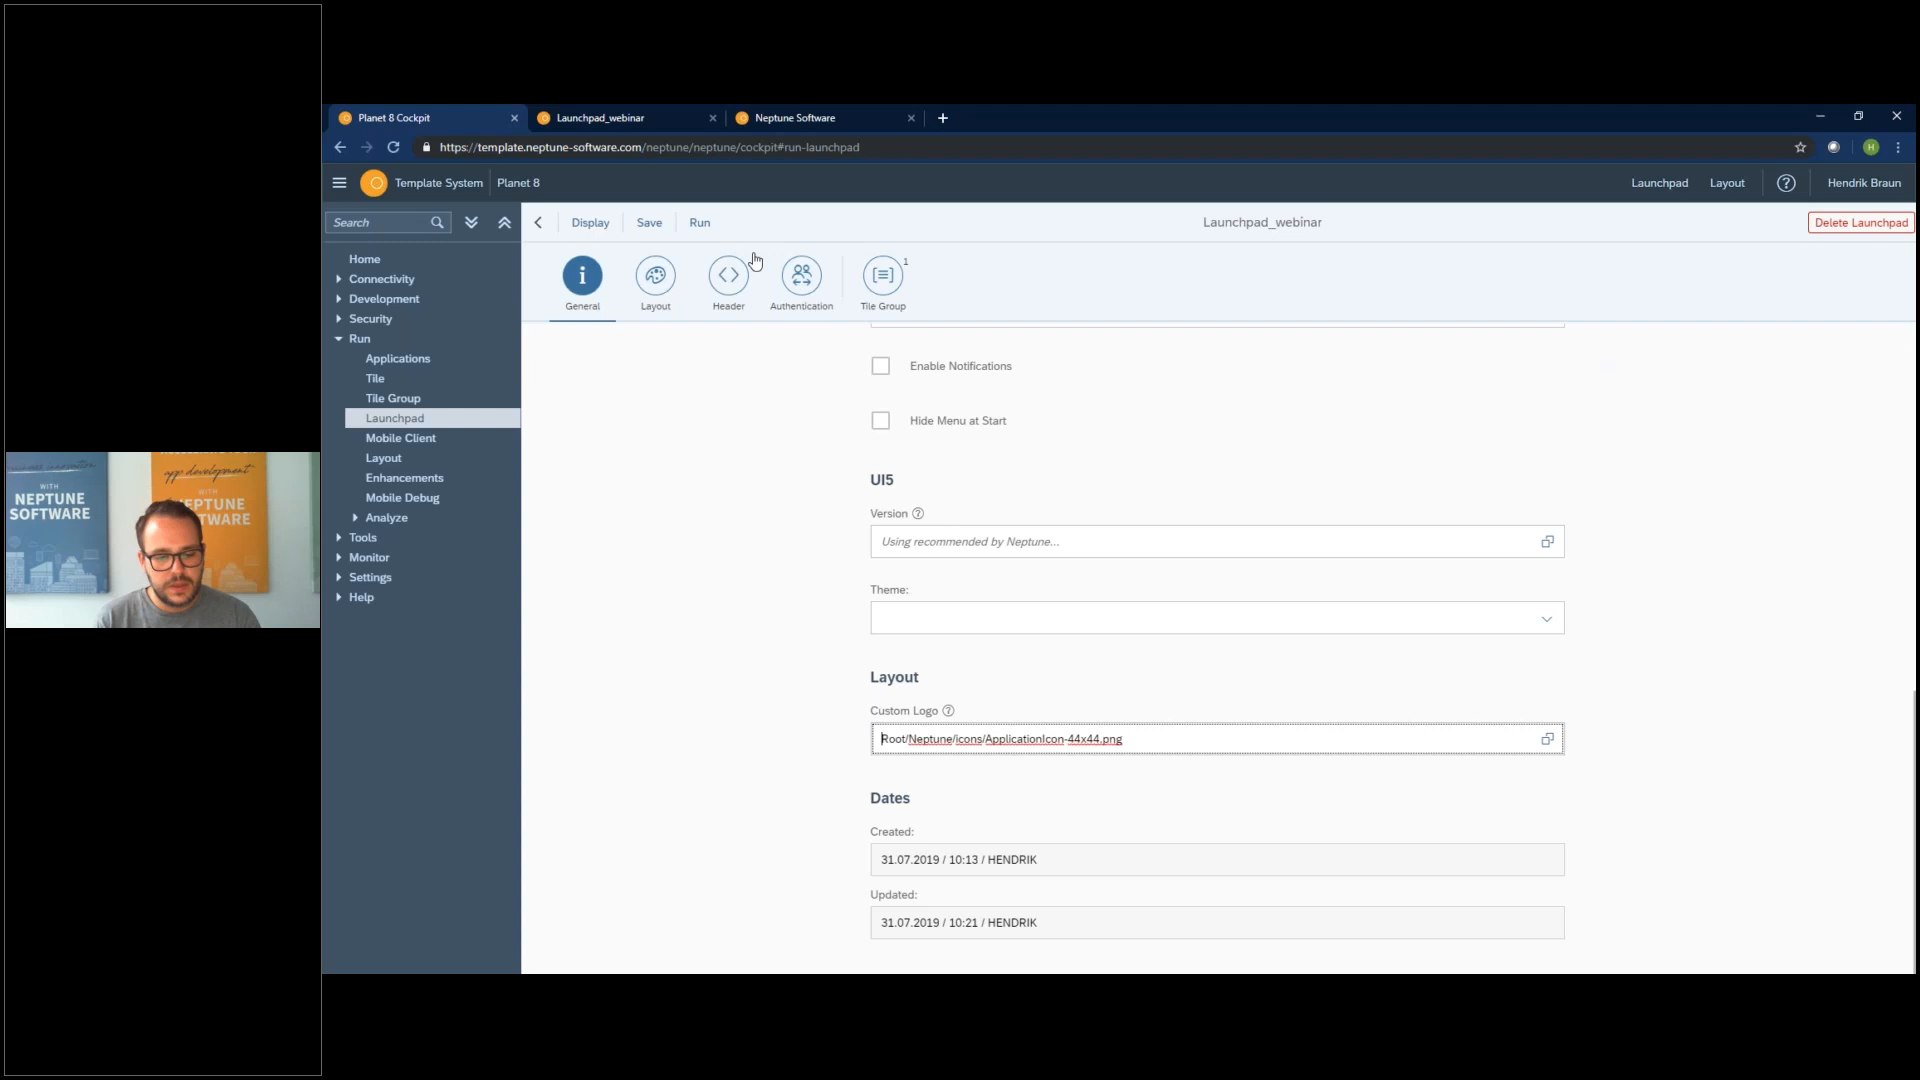 Planet 8 Cockpit
Launchpad_webinar
Neptune Software
https://template.neptune-software.com/neptune/neptune/cockpit#run-launchpad
H
Template System
Planet 8
Launchpad
Layout
Hendrik Braun
Search
Display
Save
Run
Launchpad_webinar
Delete Launchpad
General
Layout
Header
Authentication
Tile Group
1
Home
Connectivity
Development
Security
Run
Applications
Tile
Tile Group
Launchpad
Mobile Client
Layout
Enhancements
Mobile Debug
Analyze
Tools
Monitor
Settings
Help
Enable Notifications
Hide Menu at Start
UI5
Version
Using recommended by Neptune...
Theme:
Layout
Custom Logo
Root/Neptune/icons/ApplicationIcon-44x44.png
Dates
Created:
31.07.2019 / 10:13 / HENDRIK
Updated:
31.07.2019 / 10:21 / HENDRIK
WITH
NEPTUNE
SOFTWARE
app development
WITH